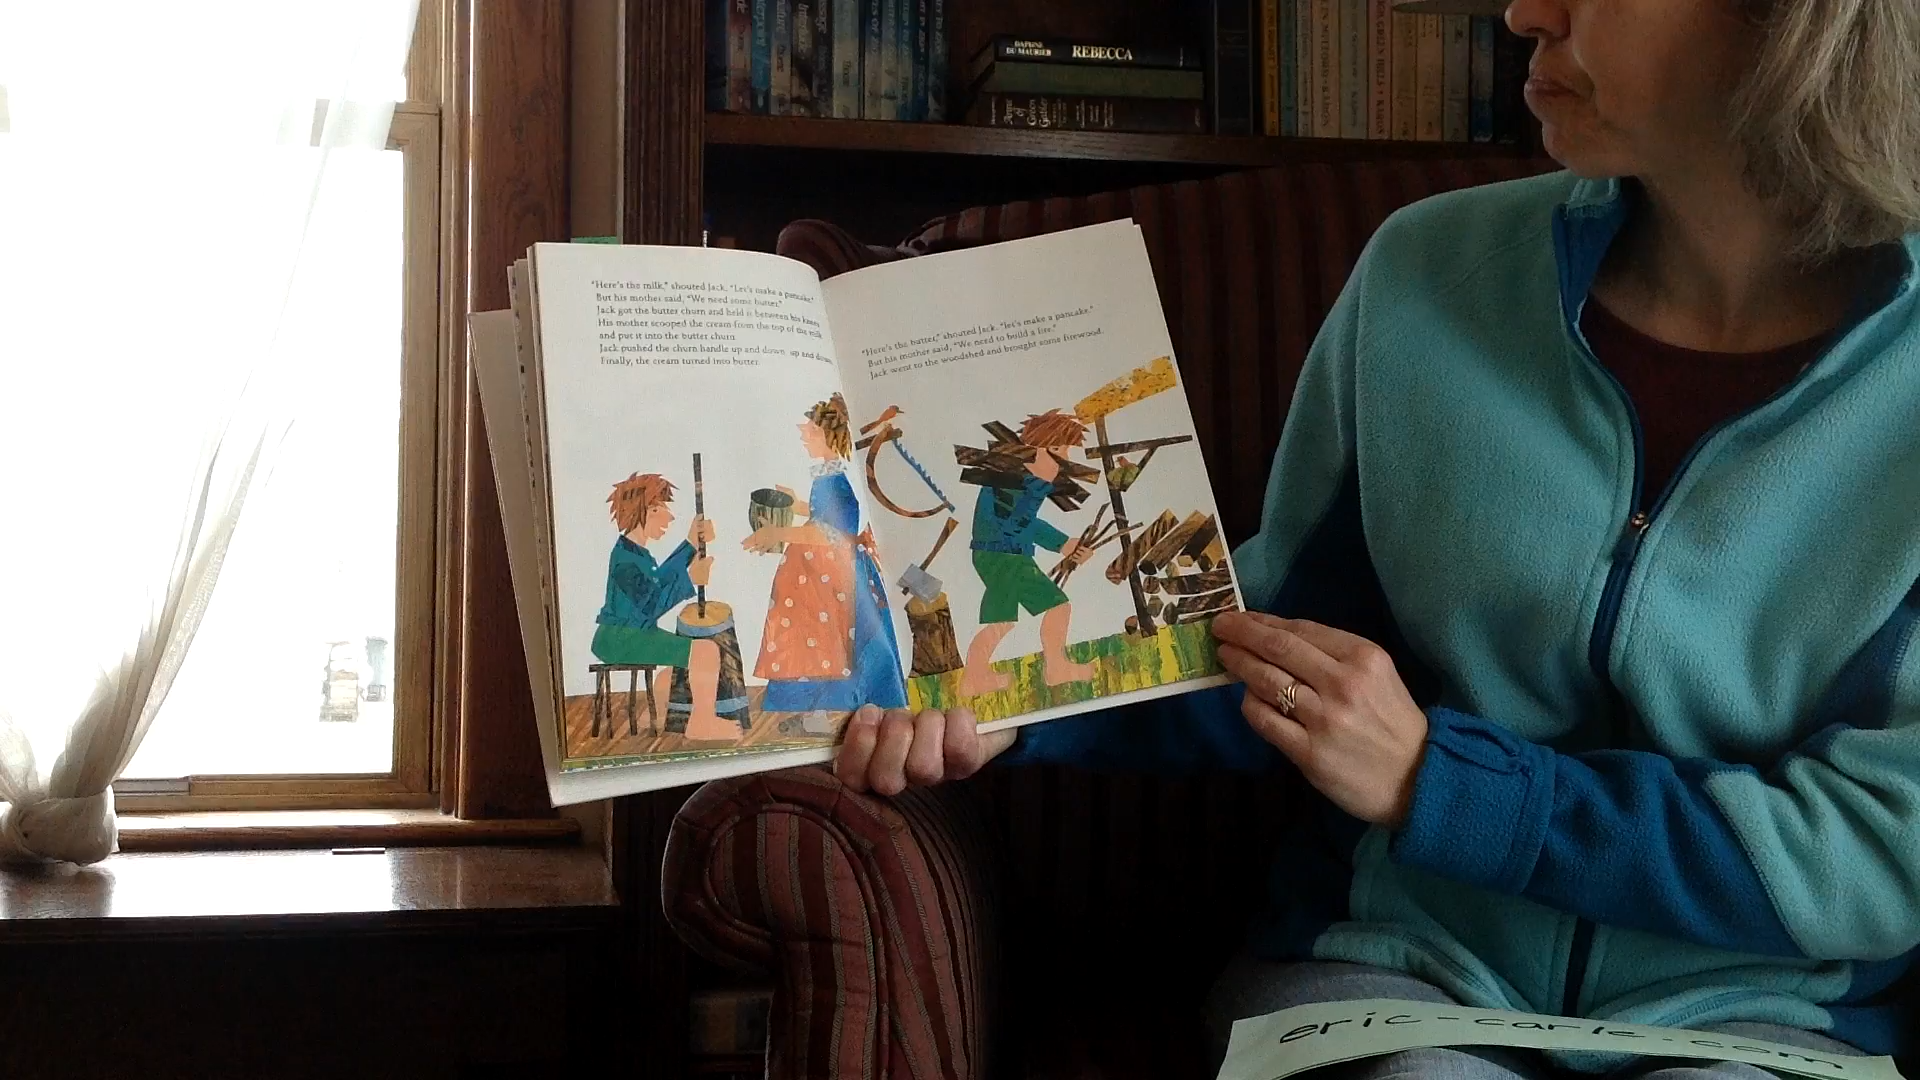 DAPHNE
DU MAURIER
REBECCA
Anne
of
Green
Gables
"Here's the milk," shouted Jack. "Let's make a pancake."
But his mother said, "We need some butter."
Jack got the butter churn and held it between his knees.
His mother scooped the cream from the top of the milk
and put it into the butter churn.
Jack pushed the churn handle up and down, up and down.
Finally, the cream turned into butter.
"Here's the butter," shouted Jack. "let's make a pancake."
But his mother said, "We need to build a fire."
Jack went to the woodshed and brought some firewood.
eric-carle.com